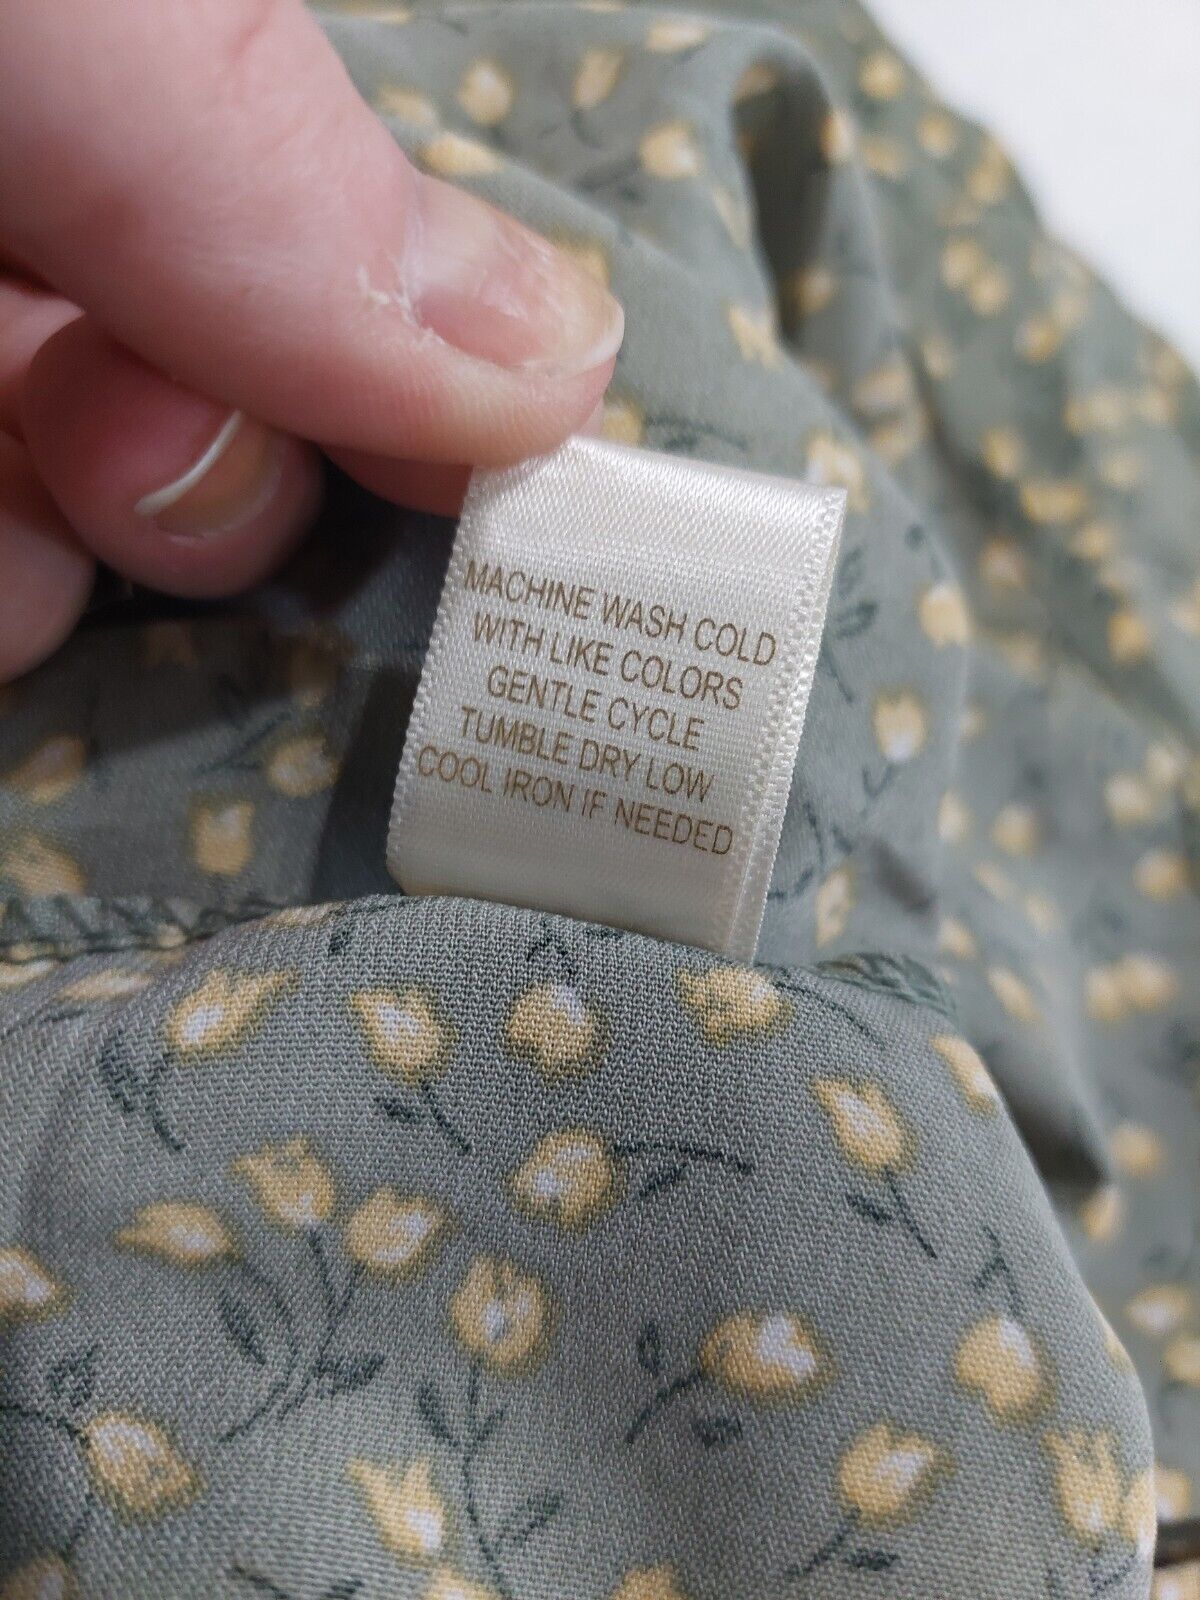 MACHINE WASH COLD
WITH LIKE COLORS
GENTLE CYCLE
TUMBLE DRY LOW
COOL IRON IF NEEDED